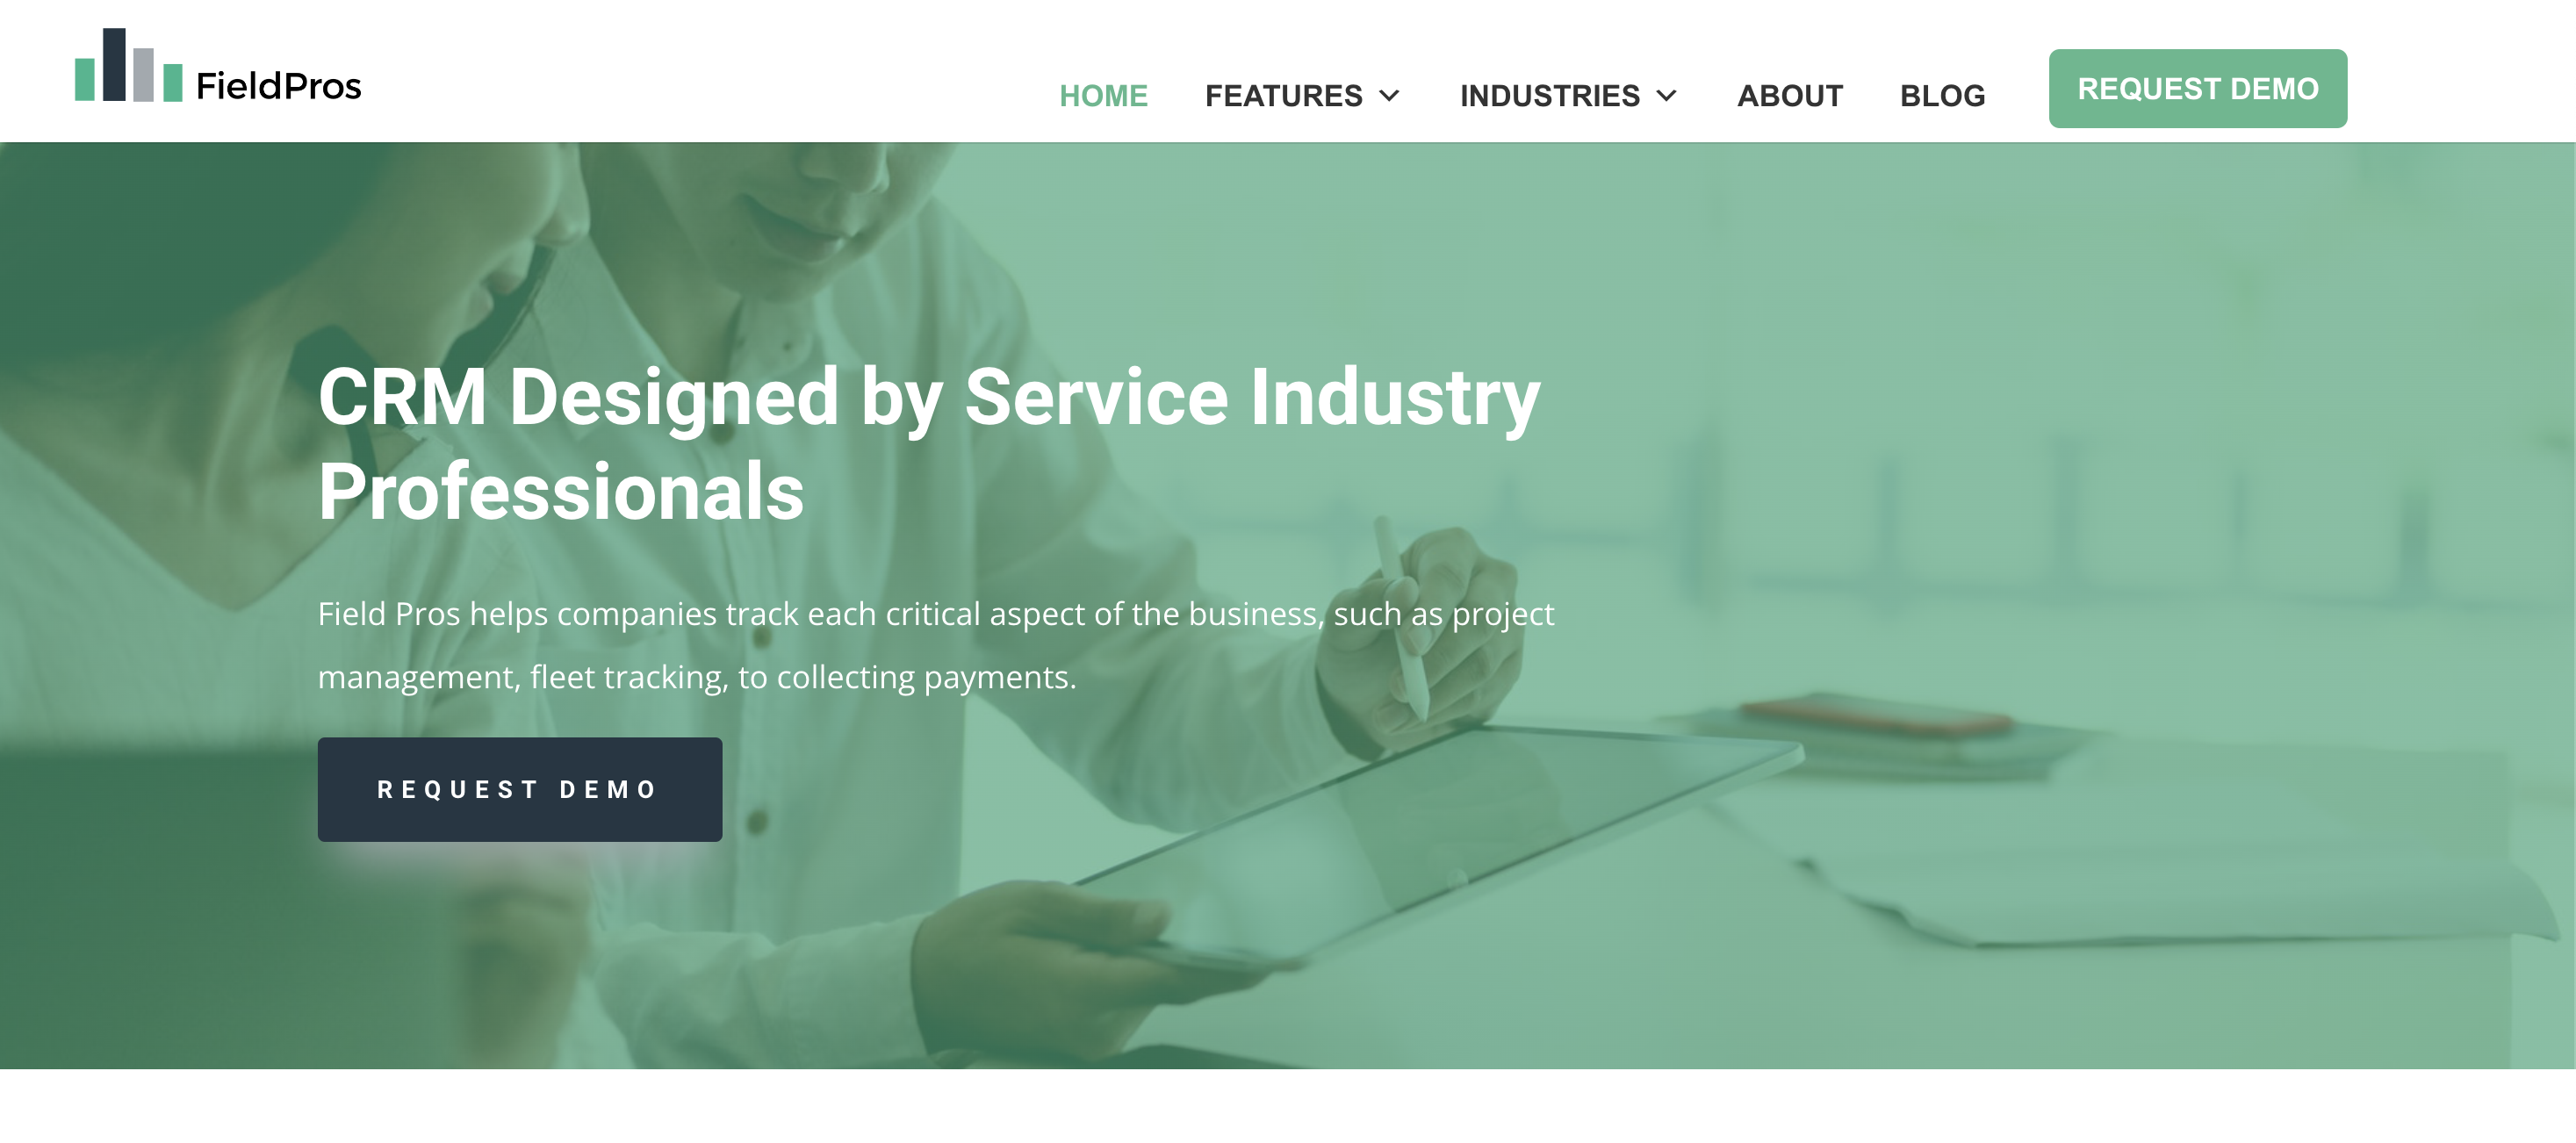 FieldPros
HOME FEATURES INDUSTRIES ABOUT BLOG REQUEST DEMO
CRM Designed by Service Industry
Professionals
Field Pros helps companies track each critical aspect of the business, such as project
management, fleet tracking, to collecting payments.
REQUEST DEMO